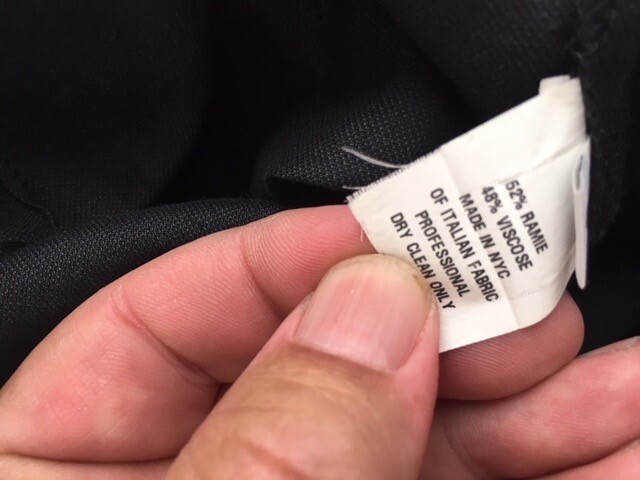 52% RAMIE
48% VISCOSE
MADE IN NYC
OF ITALIAN FABRIC
PROFESSIONAL
DRY CLEAN ONLY